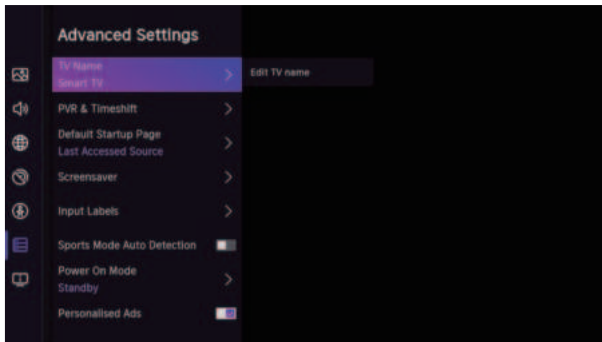 Advanced Settings
TV Name
Smart TV
Edit TV name
PVR & Timeshift
Default Startup Page
Last Accessed Source
Screensaver
Input Labels
Sports Mode Auto Detection
Power On Mode
Standby
Personalised Ads